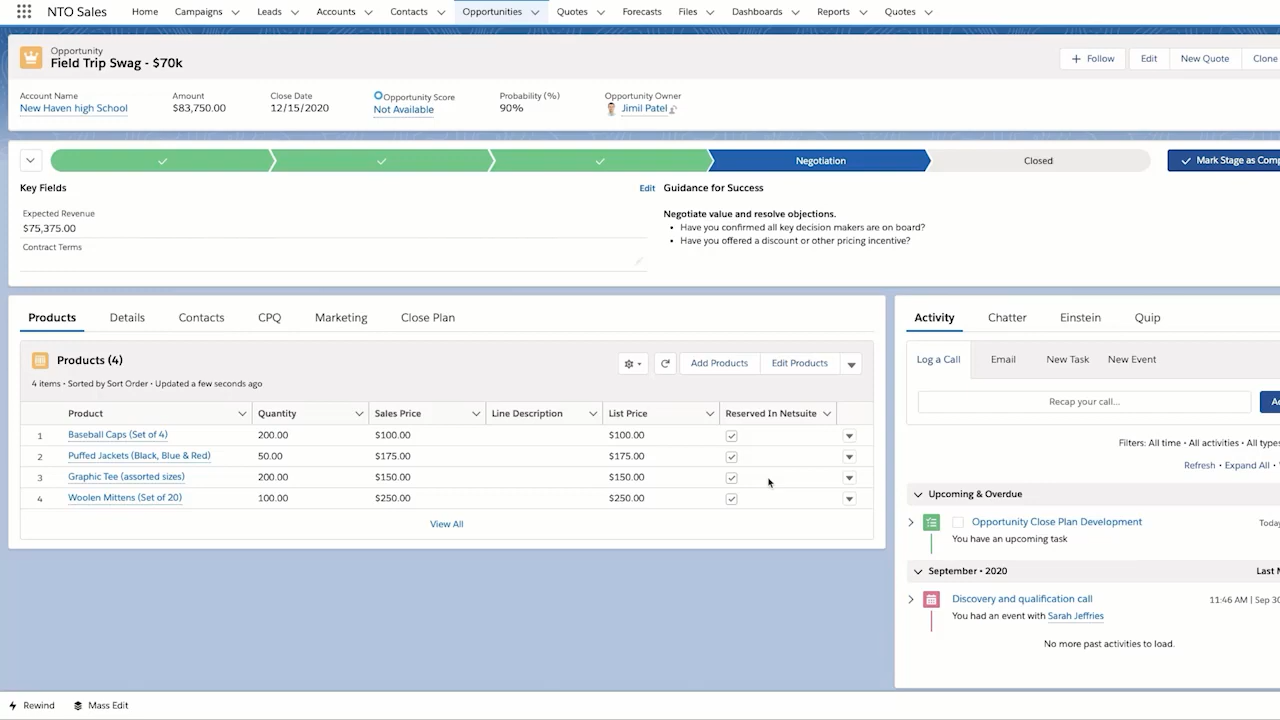 NTO Sales Home Campaigns Leads Accounts Contacts Opportunities Quotes Forecasts Files Dashboards Reports Quotes
Opportunity
Field Trip Swag - $70k
+ Follow Edit New Quote Clone
Account Name Amount Close Date Opportunity Score Probability (%) Opportunity Owner
New Haven high School $83,750.00 12/15/2020 Not Available 90% Jimil Patel
Negotiation Closed Mark Stage as Comp
Key Fields Edit Guidance for Success
Expected Revenue
$75,375.00
Contract Terms
Negotiate value and resolve objections.
• Have you confirmed all key decision makers are on board?
• Have you offered a discount or other pricing incentive?
Products Details Contacts CPQ Marketing Close Plan
Products (4)
Add Products Edit Products
4 items • Sorted by Sort Order • Updated a few seconds ago
Product Quantity Sales Price Line Description List Price Reserved In Netsuite
1 Baseball Caps (Set of 4) 200.00 $100.00 $100.00
2 Puffed Jackets (Black, Blue & Red) 50.00 $175.00 $175.00
3 Graphic Tee (assorted sizes) 200.00 $150.00 $150.00
4 Woolen Mittens (Set of 20) 100.00 $250.00 $250.00
View All
Activity Chatter Einstein Quip
Log a Call Email New Task New Event
Recap your call...
Filters: All time • All activities • All types
Refresh • Expand All •
Upcoming & Overdue
Opportunity Close Plan Development Today
You have an upcoming task
September • 2020 Last M
Discovery and qualification call 11:46 AM | Sep 30
You had an event with Sarah Jeffries
No more past activities to load.
Rewind Mass Edit